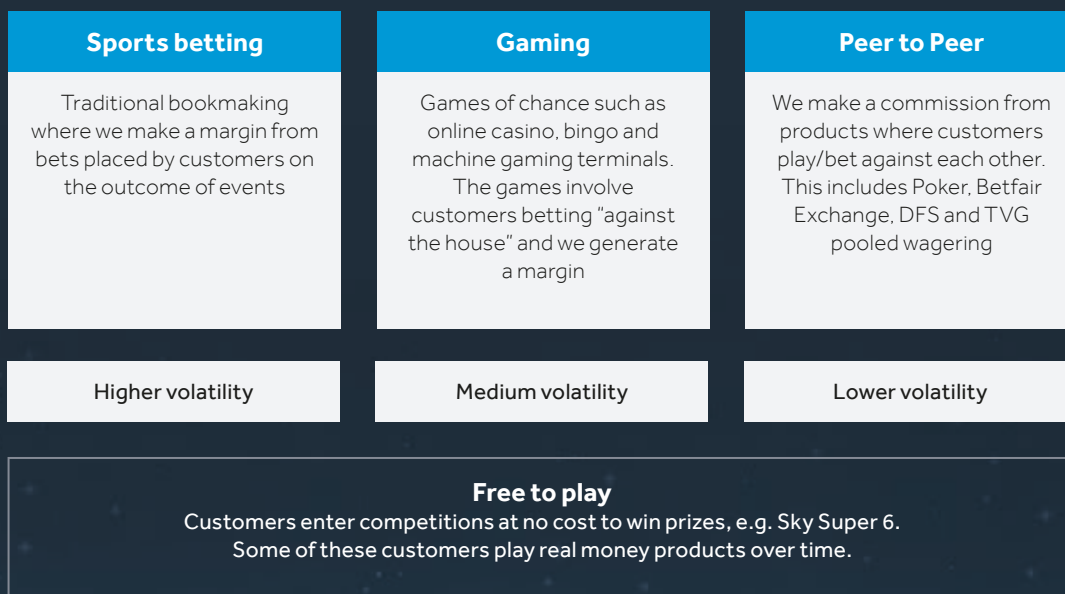 Sports betting
Traditional bookmaking
where we make a margin from
bets placed by customers on
the outcome of events
Higher volatility
Gaming
Games of chance such as
online casino, bingo and
machine gaming terminals.
The games involve
customers betting “against
the house” and we generate
a margin
Medium volatility
Peer to Peer
We make a commission from
products where customers
play/bet against each other.
This includes Poker, Betfair
Exchange, DFS and TVG
pooled wagering
Lower volatility
Free to play
Customers enter competitions at no cost to win prizes, e.g. Sky Super 6.
Some of these customers play real money products over time.